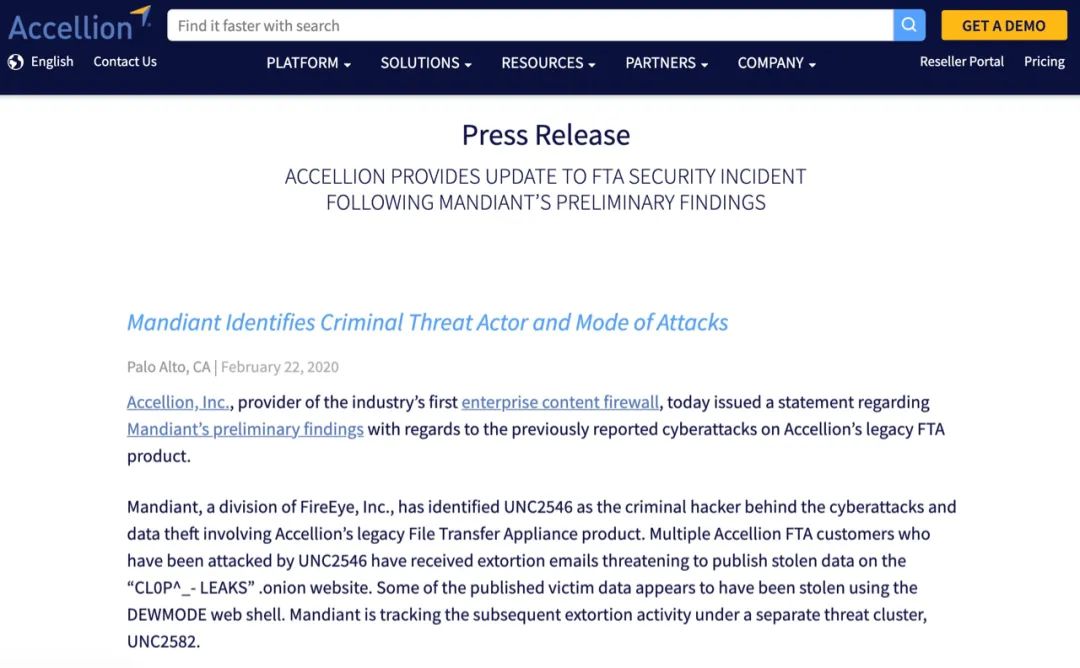 Accellion
Find it faster with search
GET A DEMO
English Contact Us
PLATFORM SOLUTIONS RESOURCES PARTNERS COMPANY
Reseller Portal Pricing
Press Release
ACCELLION PROVIDES UPDATE TO FTA SECURITY INCIDENT
FOLLOWING MANDIANT’S PRELIMINARY FINDINGS
Mandiant Identifies Criminal Threat Actor and Mode of Attacks
Palo Alto, CA | February 22, 2020
Accellion, Inc., provider of the industry’s first enterprise content firewall, today issued a statement regarding
Mandiant’s preliminary findings with regards to the previously reported cyberattacks on Accellion’s legacy FTA
product.
Mandiant, a division of FireEye, Inc., has identified UNC2546 as the criminal hacker behind the cyberattacks and
data theft involving Accellion’s legacy File Transfer Appliance product. Multiple Accellion FTA customers who
have been attacked by UNC2546 have received extortion emails threatening to publish stolen data on the
“CL0P^_- LEAKS” .onion website. Some of the published victim data appears to have been stolen using the
DEWMODE web shell. Mandiant is tracking the subsequent extortion activity under a separate threat cluster,
UNC2582.